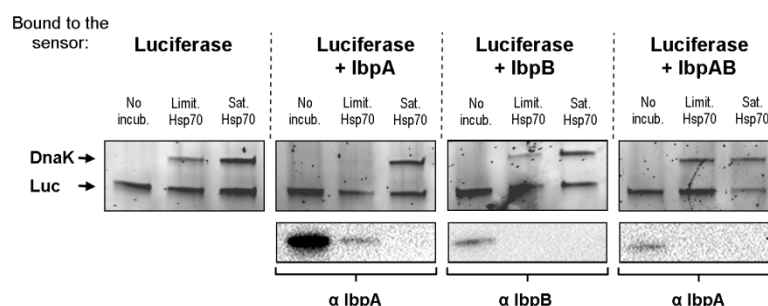 Bound to the
sensor:
Luciferase
Luciferase
+ IbpA
Luciferase
+ IbpB
Luciferase
+ IbpAB
No
incub.
Limit.
Hsp70
Sat.
Hsp70
No
incub.
Limit.
Hsp70
Sat.
Hsp70
No
incub.
Limit.
Hsp70
Sat.
Hsp70
No
incub.
Limit.
Hsp70
Sat.
Hsp70
DnaK
Luc
α IbpA
α IbpB
α IbpA